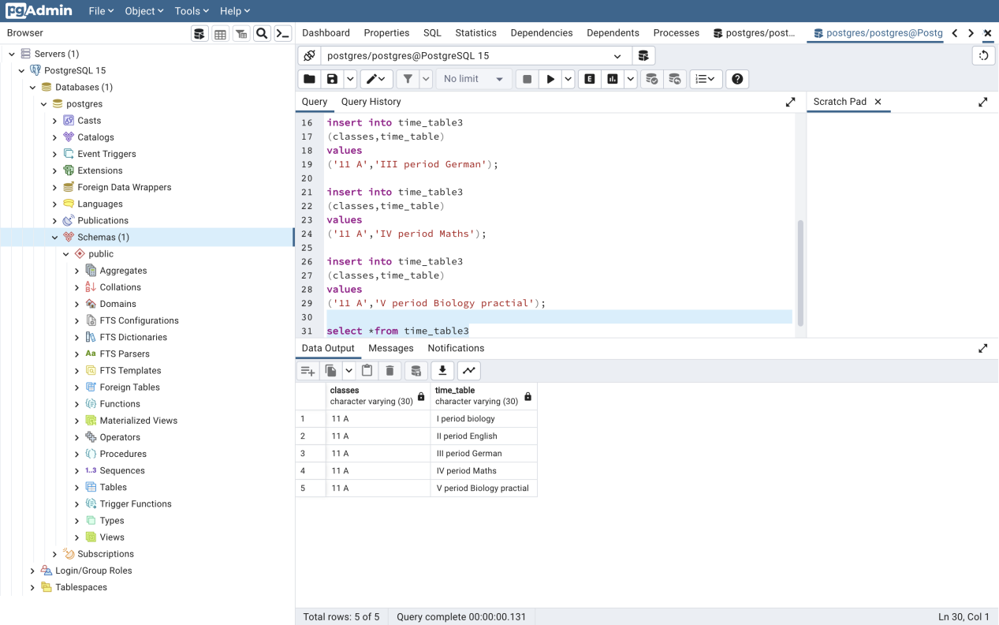 pgAdmin File Object Tools Help
Browser
Dashboard Properties SQL Statistics Dependencies Dependents Processes postgres/post... postgres/postgres@Postg
Servers (1)
PostgreSQL 15
Databases (1)
postgres
Casts
Catalogs
Event Triggers
Extensions
Foreign Data Wrappers
Languages
Publications
Schemas (1)
public
Aggregates
Collations
Domains
FTS Configurations
FTS Dictionaries
Aa FTS Parsers
FTS Templates
Foreign Tables
Functions
Materialized Views
Operators
Procedures
1..3 Sequences
Tables
Trigger Functions
Types
Views
Subscriptions
Login/Group Roles
Tablespaces
postgres/postgres@PostgreSQL 15
No limit
E
Query Query History
Scratch Pad
16 insert into time_table3
17 (classes,time_table)
18 values
19 ('11 A','III period German');
20
21 insert into time_table3
22 (classes,time_table)
23 values
24 ('11 A','IV period Maths');
25
26 insert into time_table3
27 (classes,time_table)
28 values
29 ('11 A','V period Biology practial');
30
31 select *from time_table3
Data Output Messages Notifications
classes time_table
character varying (30) character varying (30)
1 11 A I period biology
2 11 A II period English
3 11 A III period German
4 11 A IV period Maths
5 11 A V period Biology practial
Total rows: 5 of 5 Query complete 00:00:00.131 Ln 30, Col 1